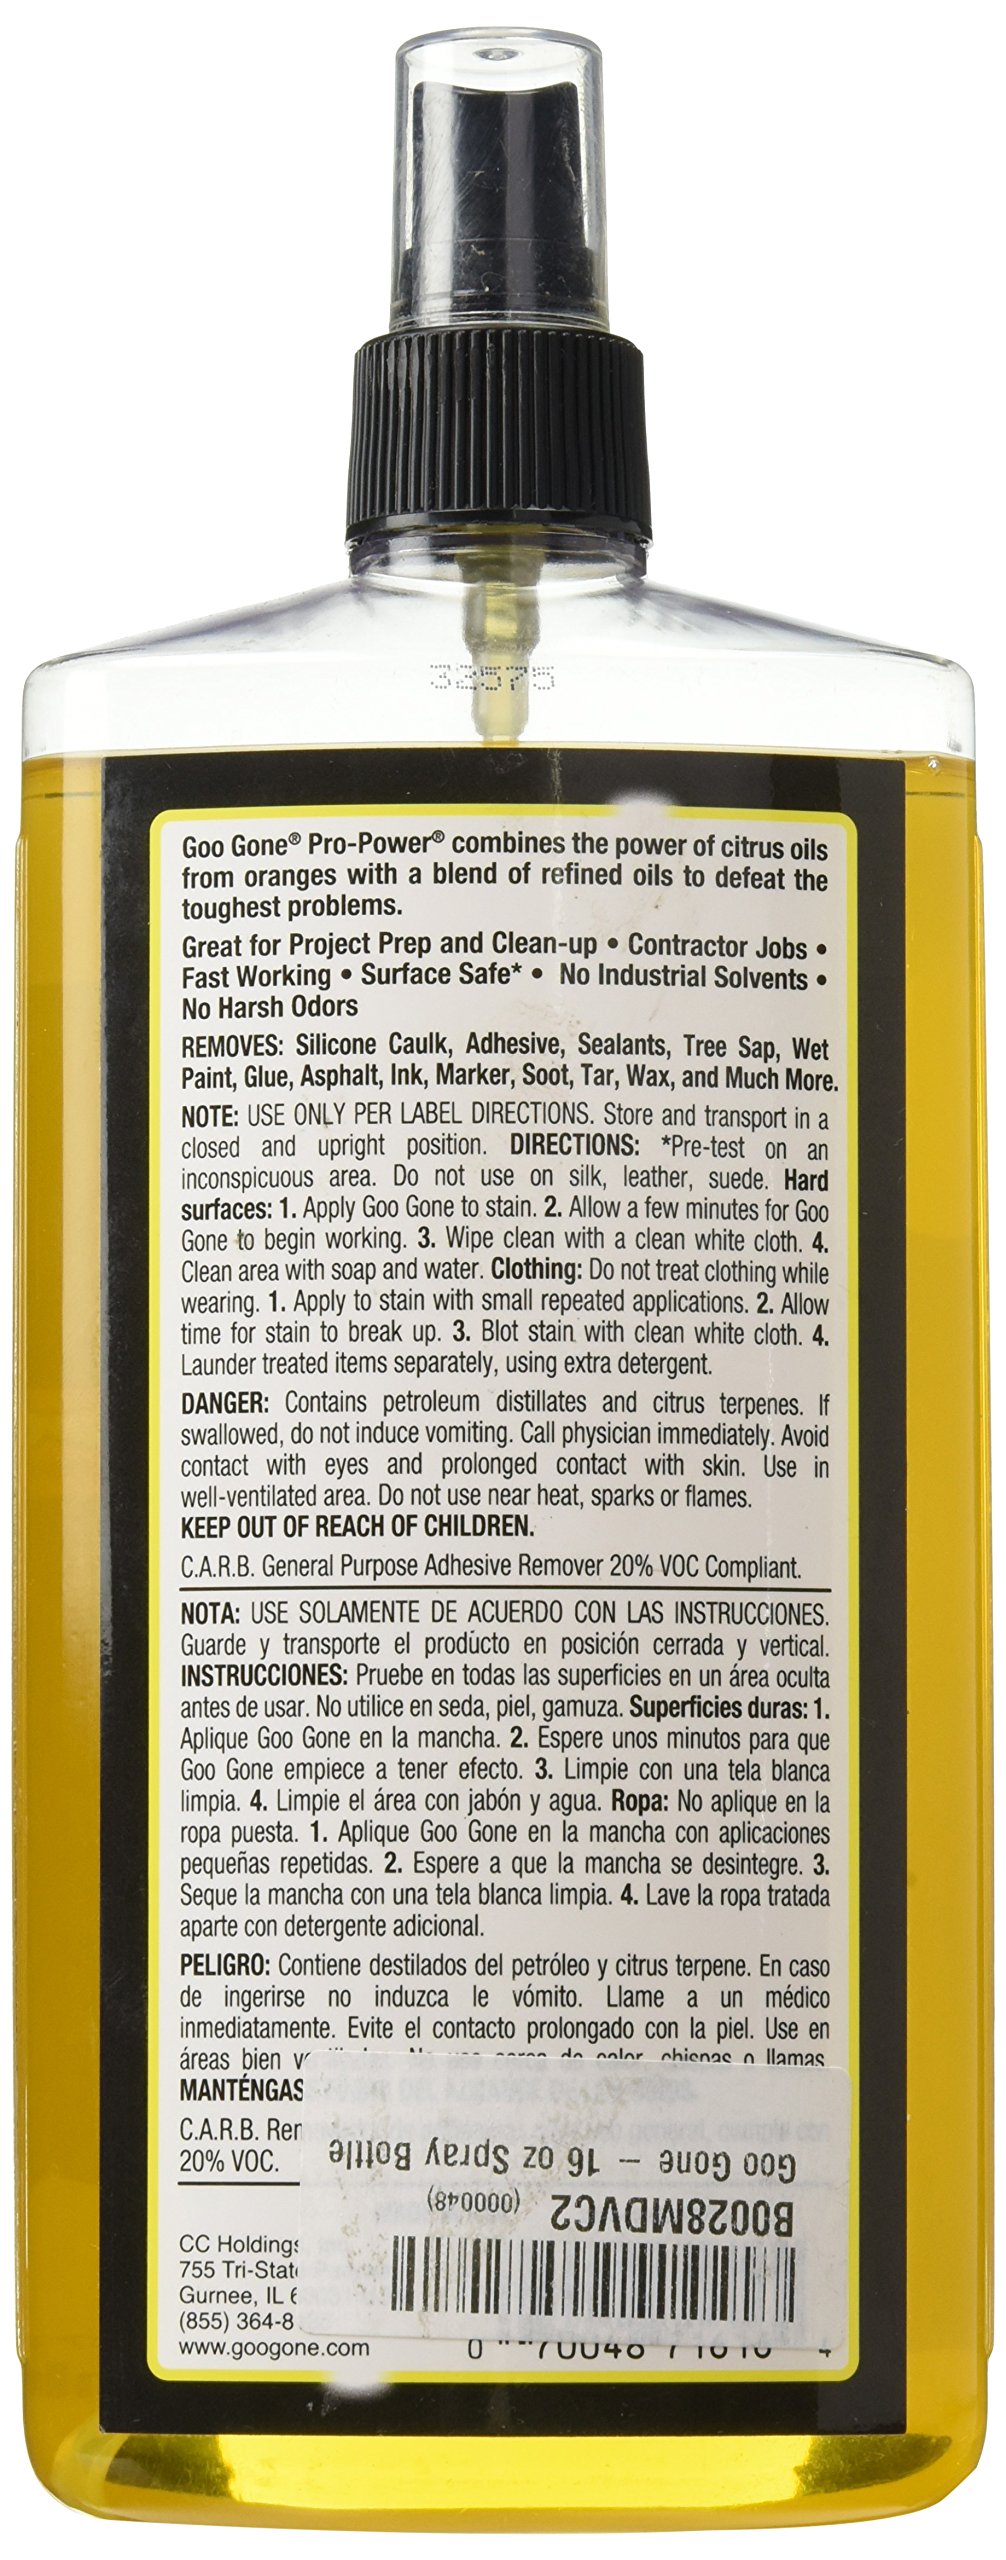 32575
Goo Gone® Pro-Power® combines the power of citrus oils
from oranges with a blend of refined oils to defeat the
toughest problems.
Great for Project Prep and Clean-up • Contractor Jobs •
Fast Working • Surface Safe* • No Industrial Solvents •
No Harsh Odors
REMOVES: Silicone Caulk, Adhesive, Sealants, Tree Sap, Wet
Paint, Glue, Asphalt, Ink, Marker, Soot, Tar, Wax, and Much More.
NOTE: USE ONLY PER LABEL DIRECTIONS. Store and transport in a
closed and upright position. DIRECTIONS: *Pre-test on an
inconspicuous area. Do not use on silk, leather, suede. Hard
surfaces: 1. Apply Goo Gone to stain. 2. Allow a few minutes for Goo
Gone to begin working. 3. Wipe clean with a clean white cloth. 4.
Clean area with soap and water. Clothing: Do not treat clothing while
wearing. 1. Apply to stain with small repeated applications. 2. Allow
time for stain to break up. 3. Blot stain with clean white cloth. 4.
Launder treated items separately, using extra detergent.
DANGER: Contains petroleum distillates and citrus terpenes. If
swallowed, do not induce vomiting. Call physician immediately. Avoid
contact with eyes and prolonged contact with skin. Use in
well-ventilated area. Do not use near heat, sparks or flames.
KEEP OUT OF REACH OF CHILDREN.
C.A.R.B. General Purpose Adhesive Remover 20% VOC Compliant.
NOTA: USE SOLAMENTE DE ACUERDO CON LAS INSTRUCCIONES.
Guarde y transporte el producto en posición cerrada y vertical.
INSTRUCCIONES: Pruebe en todas las superficies en un área oculta
antes de usar. No utilice en seda, piel, gamuza. Superficies duras: 1.
Aplique Goo Gone en la mancha. 2. Espere unos minutos para que
Goo Gone empiece a tener efecto. 3. Limpie con una tela blanca
limpia. 4. Limpie el área con jabón y agua. Ropa: No aplique en la
ropa puesta. 1. Aplique Goo Gone en la mancha con aplicaciones
pequeñas repetidas. 2. Espere a que la mancha se desintegre. 3.
Seque la mancha con una tela blanca limpia. 4. Lave la ropa tratada
aparte con detergente adicional.
PELIGRO: Contiene destilados del petróleo y citrus terpene. En caso
de ingerirse no induzca le vómito. Llame a un médico
inmediatamente. Evite el contacto prolongado con la piel. Use en
áreas bien chispas o llamas.
MANTÉNGAS
C.A.R.B.
20% VOC.
Goo Gone – 16 oz Spray Bottle
B0028MDVC2 (000048)
CC Holdings
755 Tri-State
Gurnee, IL
(855) 364-8
www.googone.com